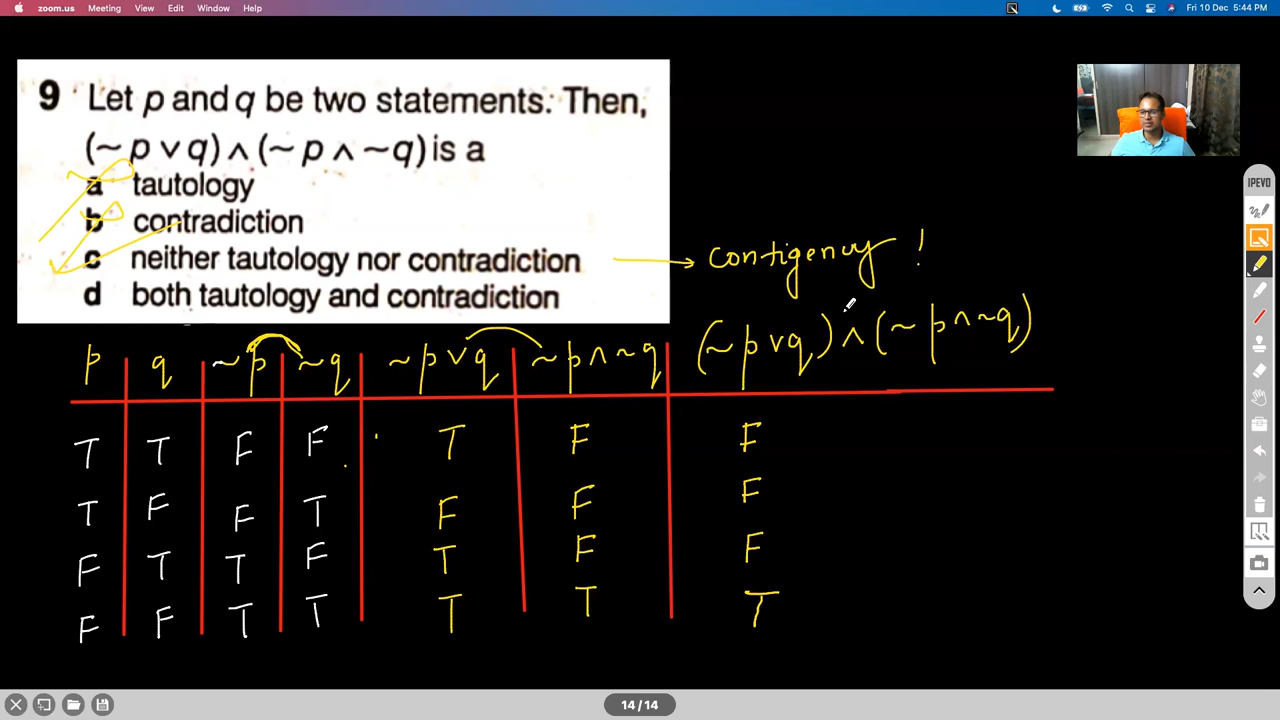 zoom.us Meeting View Edit Window Help Fri 10 Dec 5:44 PM
9 Let p and q be two statements. Then,
(~ p ∨ q) ∧ (~ p ∧ ~q) is a
a tautology
b contradiction
c neither tautology nor contradiction → contigency !
d both tautology and contradiction
p q ~p ~q ~p ∨ q ~p ∧ ~q (~p ∨ q) ∧ (~ p ∧ ~q)
T T F F T F F
T F F T F F F
F T T F T F F
F F T T T T T
IPEVO
14 / 14